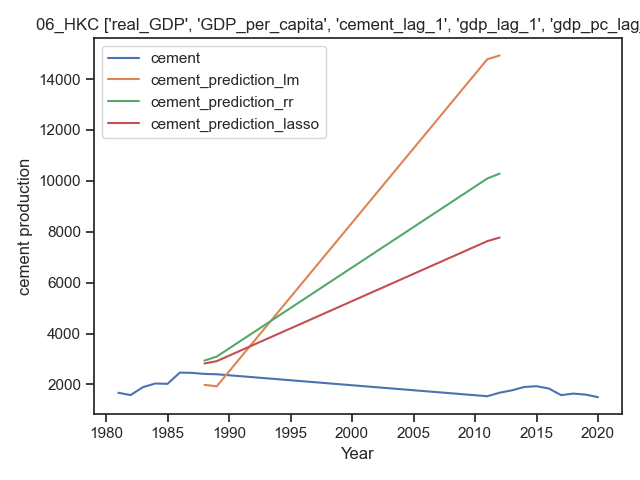 06_HKC ['real_GDP', 'GDP_per_capita', 'cement_lag_1', 'gdp_lag_1', 'gdp_pc_lag_
cement
cement_prediction_lm
cement_prediction_rr
cement_prediction_lasso
cement production
14000
12000
10000
8000
6000
4000
2000
1980 1985 1990 1995 2000 2005 2010 2015 2020
Year